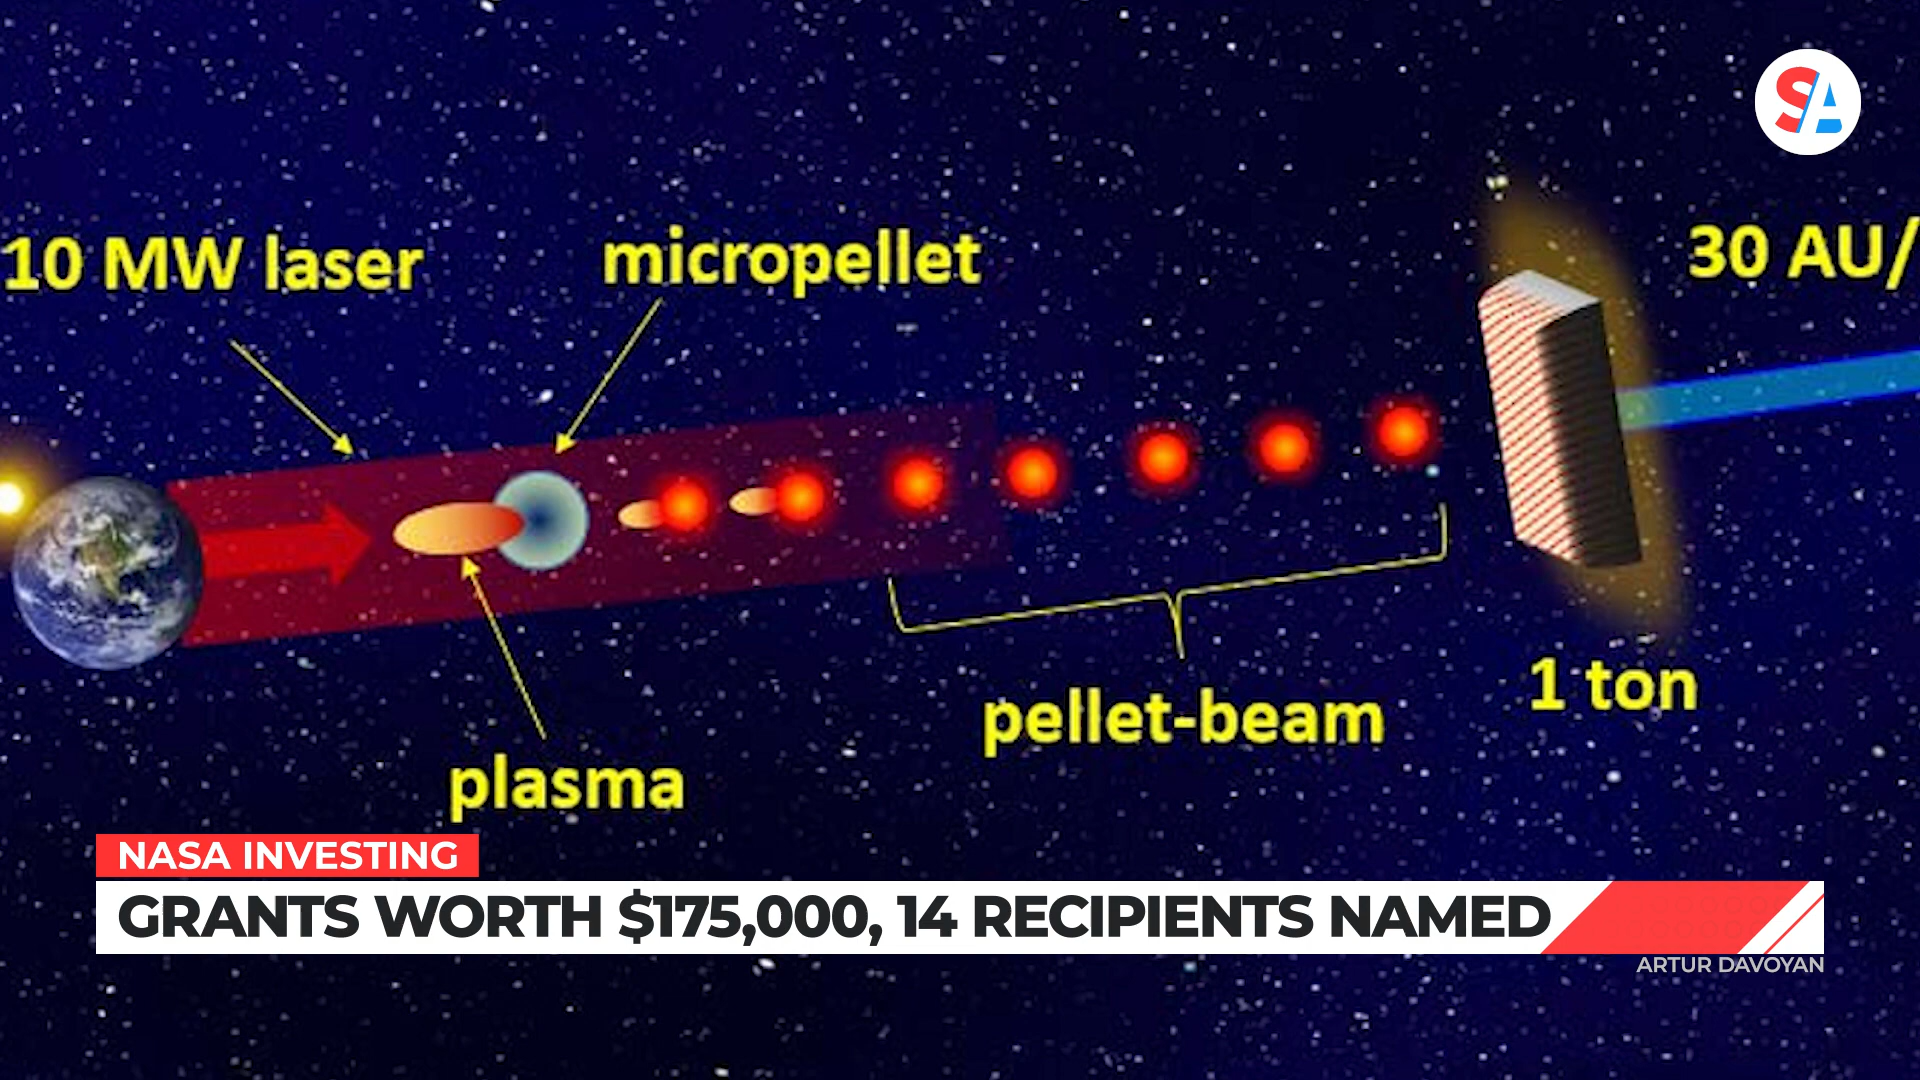 SA
10 MW laser
micropellet
30 AU/
1 ton
pellet-beam
plasma
NASA INVESTING
GRANTS WORTH $175,000, 14 RECIPIENTS NAMED
ARTUR DAVOYAN